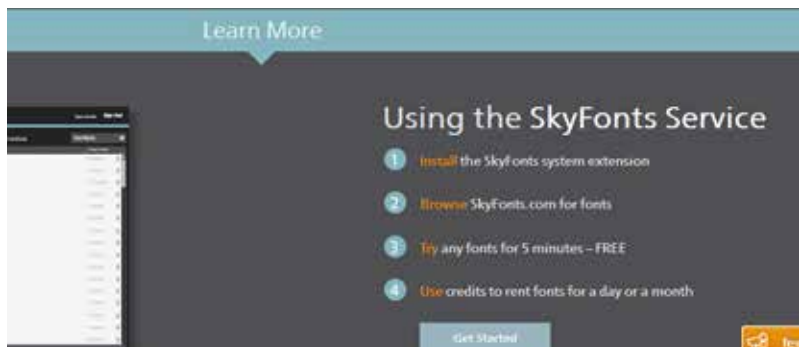 Learn More
Using the SkyFonts Service
1 Install the SkyFonts system extension
2 Browse SkyFonts.com for fonts
3 Try any fonts for 5 minutes – FREE
4 Use credits to rent fonts for a day or a month
Get Started